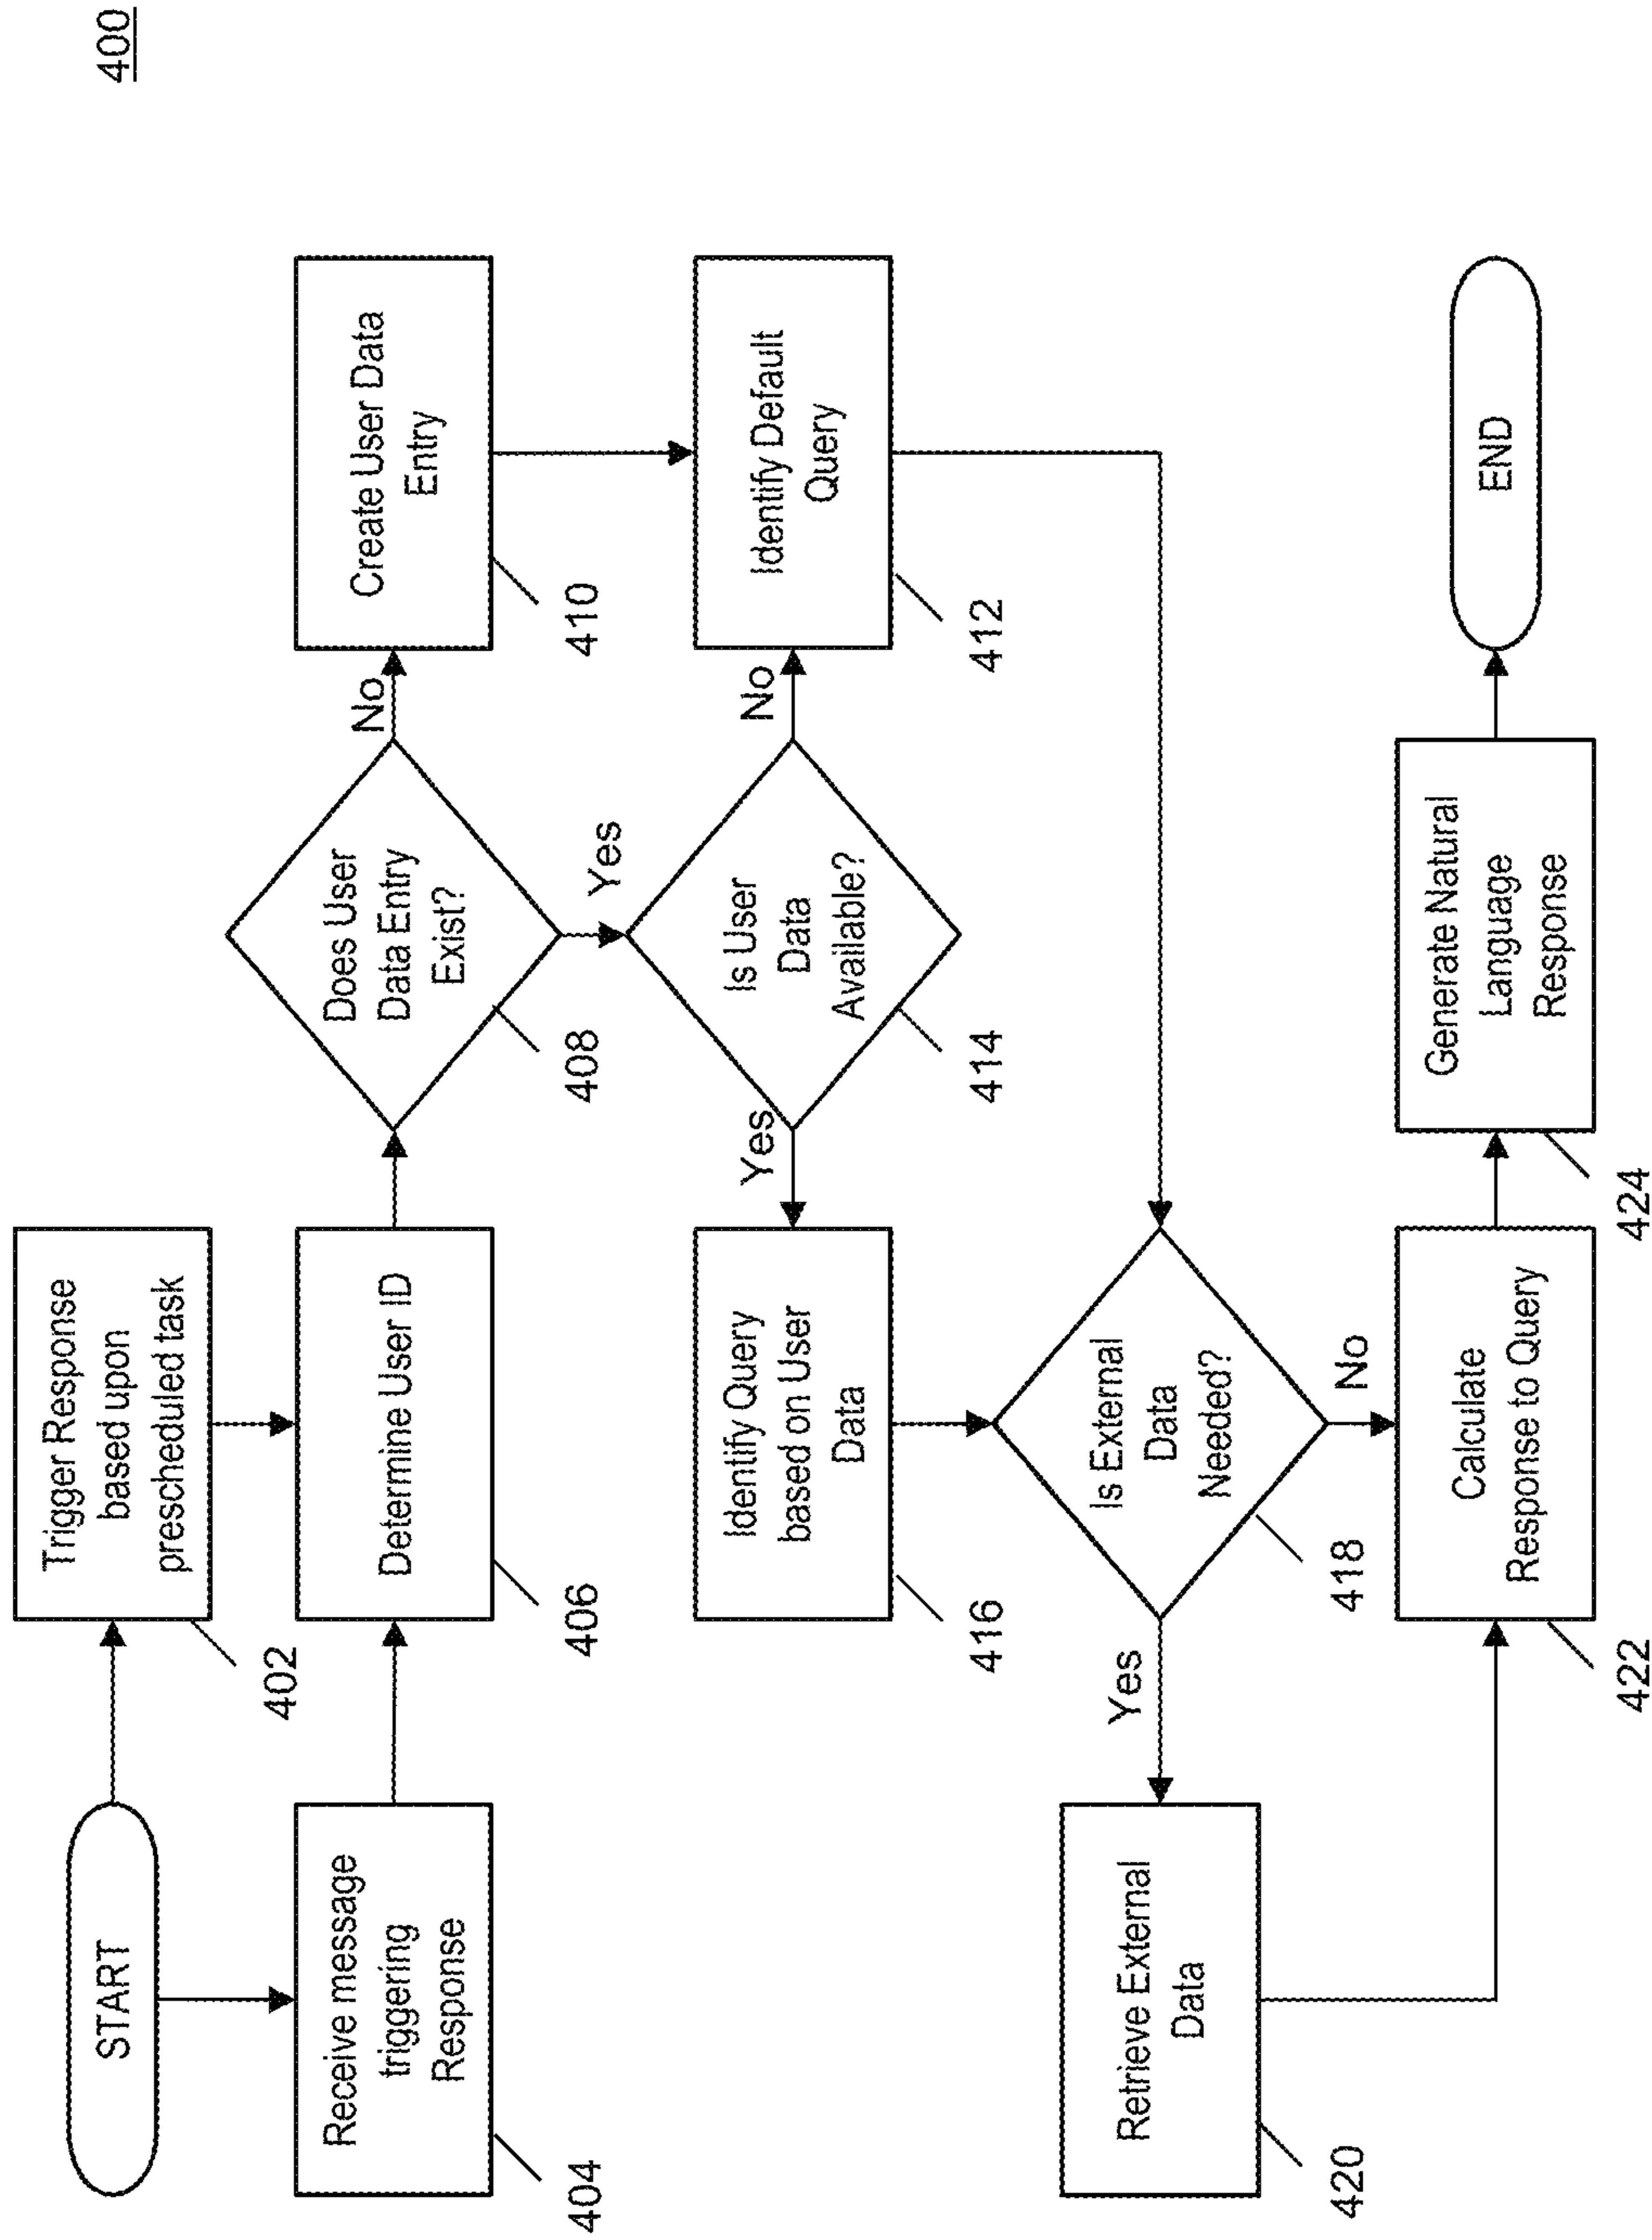 400
START
Trigger Response
based upon
prescheduled task
402
Receive message
triggering
Response
404
Determine User ID
406
Does User
Data Entry
Exist?
408
No
Yes
Create User Data
Entry
410
Identify Default
Query
412
Is User
Data
Available?
414
No
Yes
Identify Query
based on User
Data
416
Is External
Data
Needed?
418
Yes
No
Retrieve External
Data
420
Calculate
Response to Query
422
Generate Natural
Language
Response
424
END